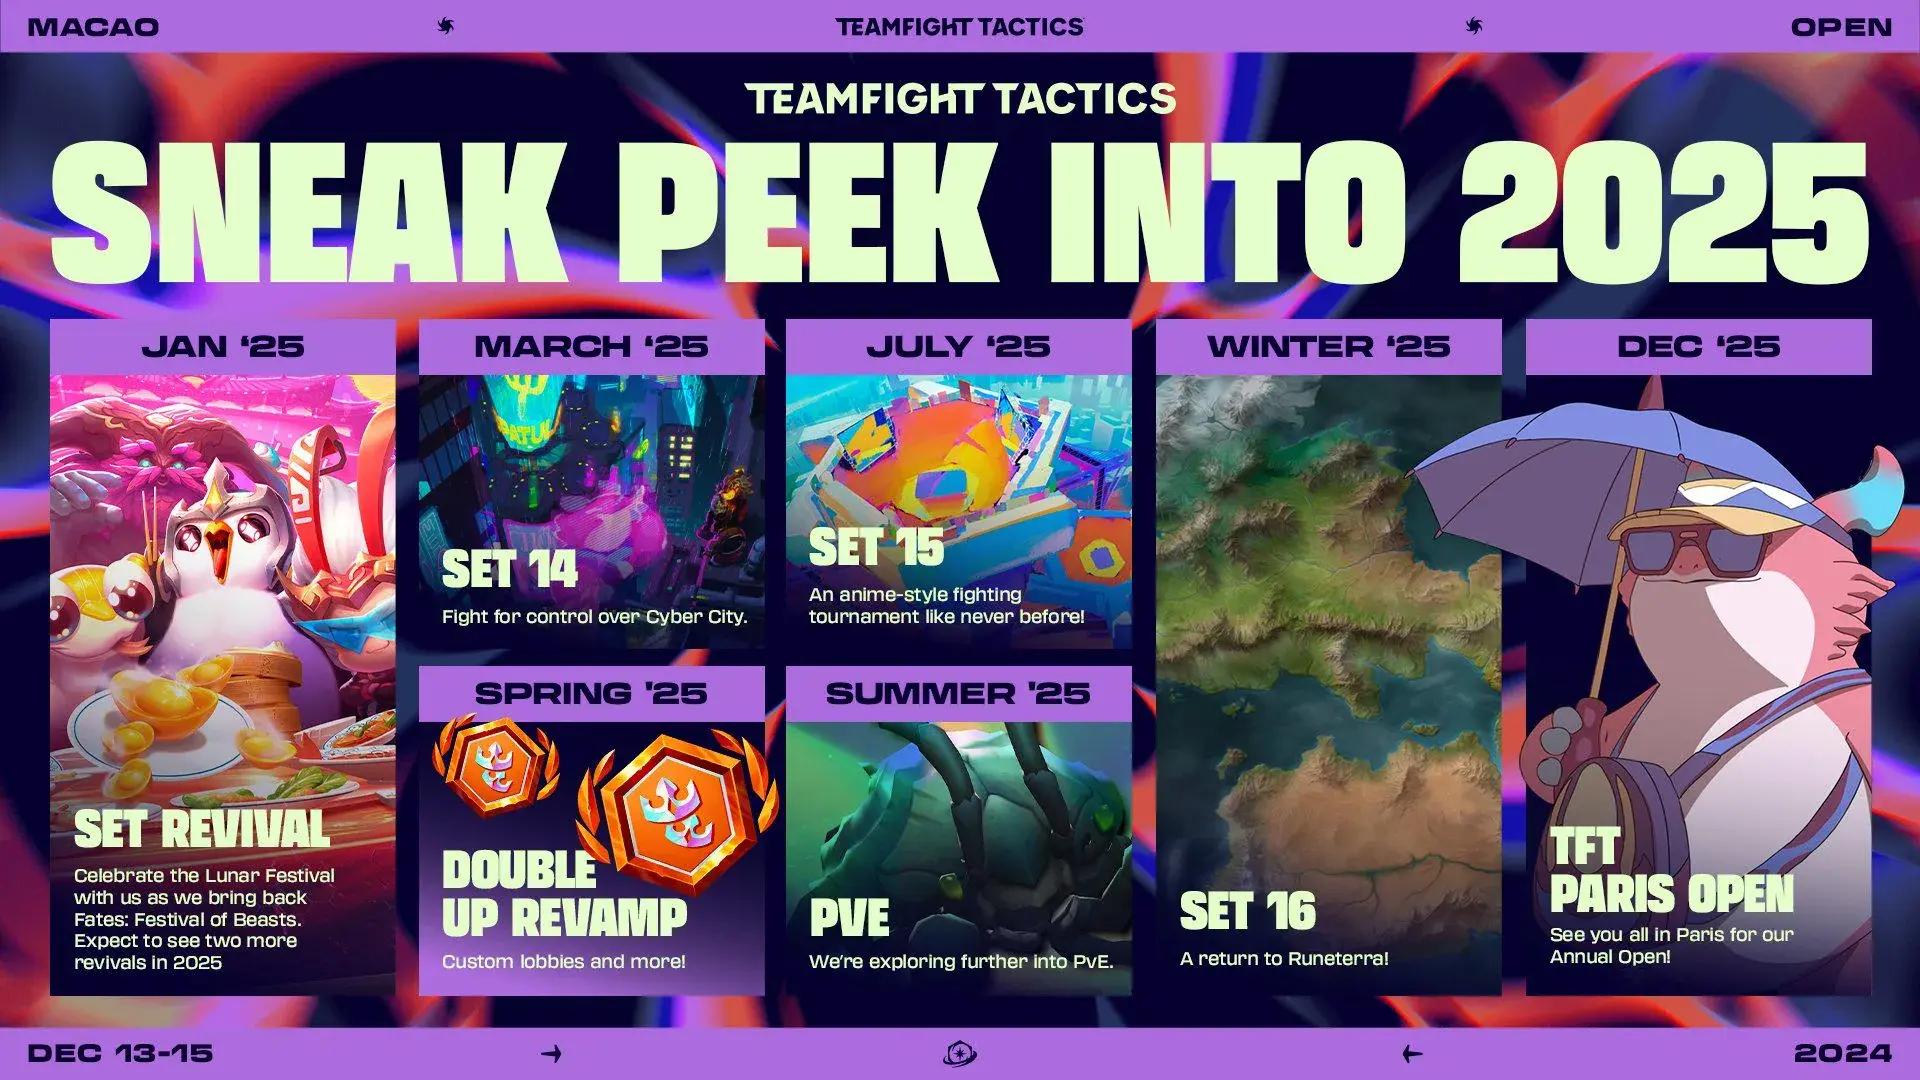 MACAO
TEAMFIGHT TACTICS
OPEN
TEAMFIGHT TACTICS
SNEAK PEEK INTO 2025
JAN ‘25
SET REVIVAL
Celebrate the Lunar Festival
with us as we bring back
Fates: Festival of Beasts.
Expect to see two more
revivals in 2025
MARCH ‘25
SET 14
Fight for control over Cyber City.
SPRING '25
DOUBLE
UP REVAMP
Custom lobbies and more!
JULY ‘25
SET 15
An anime-style fighting
tournament like never before!
SUMMER '25
PVE
We’re exploring further into PvE.
WINTER ‘25
SET 16
A return to Runeterra!
DEC ‘25
TFT
PARIS OPEN
See you all in Paris for our
Annual Open!
DEC 13-15
2024